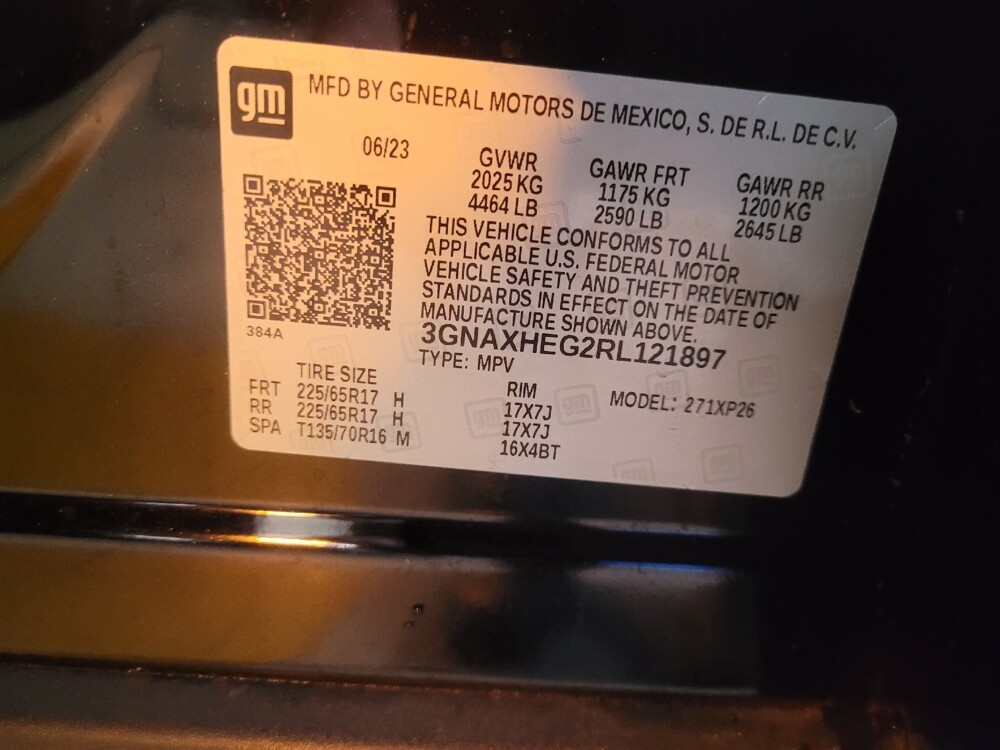 gm
MFD BY GENERAL MOTORS DE MEXICO, S. DE R.L. DE C.V.
06/23
GVWR
2025 KG
4464 LB
GAWR FRT
1175 KG
2590 LB
GAWR RR
1200 KG
2645 LB
THIS VEHICLE CONFORMS TO ALL
APPLICABLE U.S. FEDERAL MOTOR
VEHICLE SAFETY AND THEFT PREVENTION
STANDARDS IN EFFECT ON THE DATE OF
MANUFACTURE SHOWN ABOVE.
3GNAXHEG2RL121897
TYPE: MPV
384A
TIRE SIZE
FRT 225/65R17 H
RR 225/65R17 H
SPA T135/70R16 M
RIM
17X7J
17X7J
16X4BT
MODEL: 271XP26